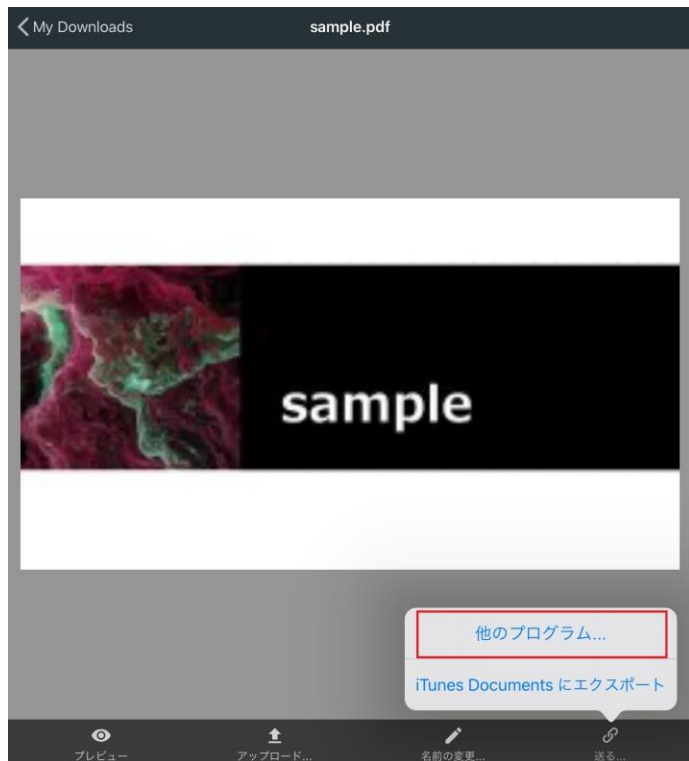 My Downloads
sample.pdf
sample
他のプログラム...
iTunes Documents にエクスポート
プレビュー
アップロード...
名前の変更...
送る...